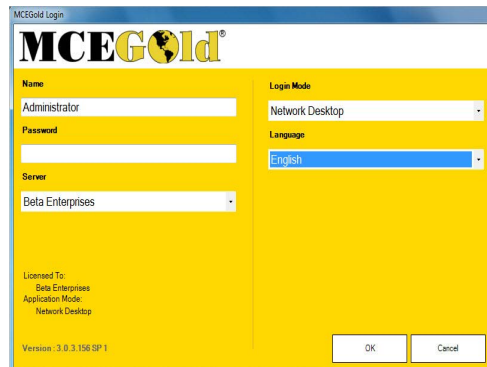 MCEGold Login
MCEGold®
Name
Administrator
Password
Server
Beta Enterprises
Licensed To:
Beta Enterprises
Application Mode:
Network Desktop
Version : 3.0.3.156 SP 1
Login Mode
Network Desktop
Language
English
OK
Cancel